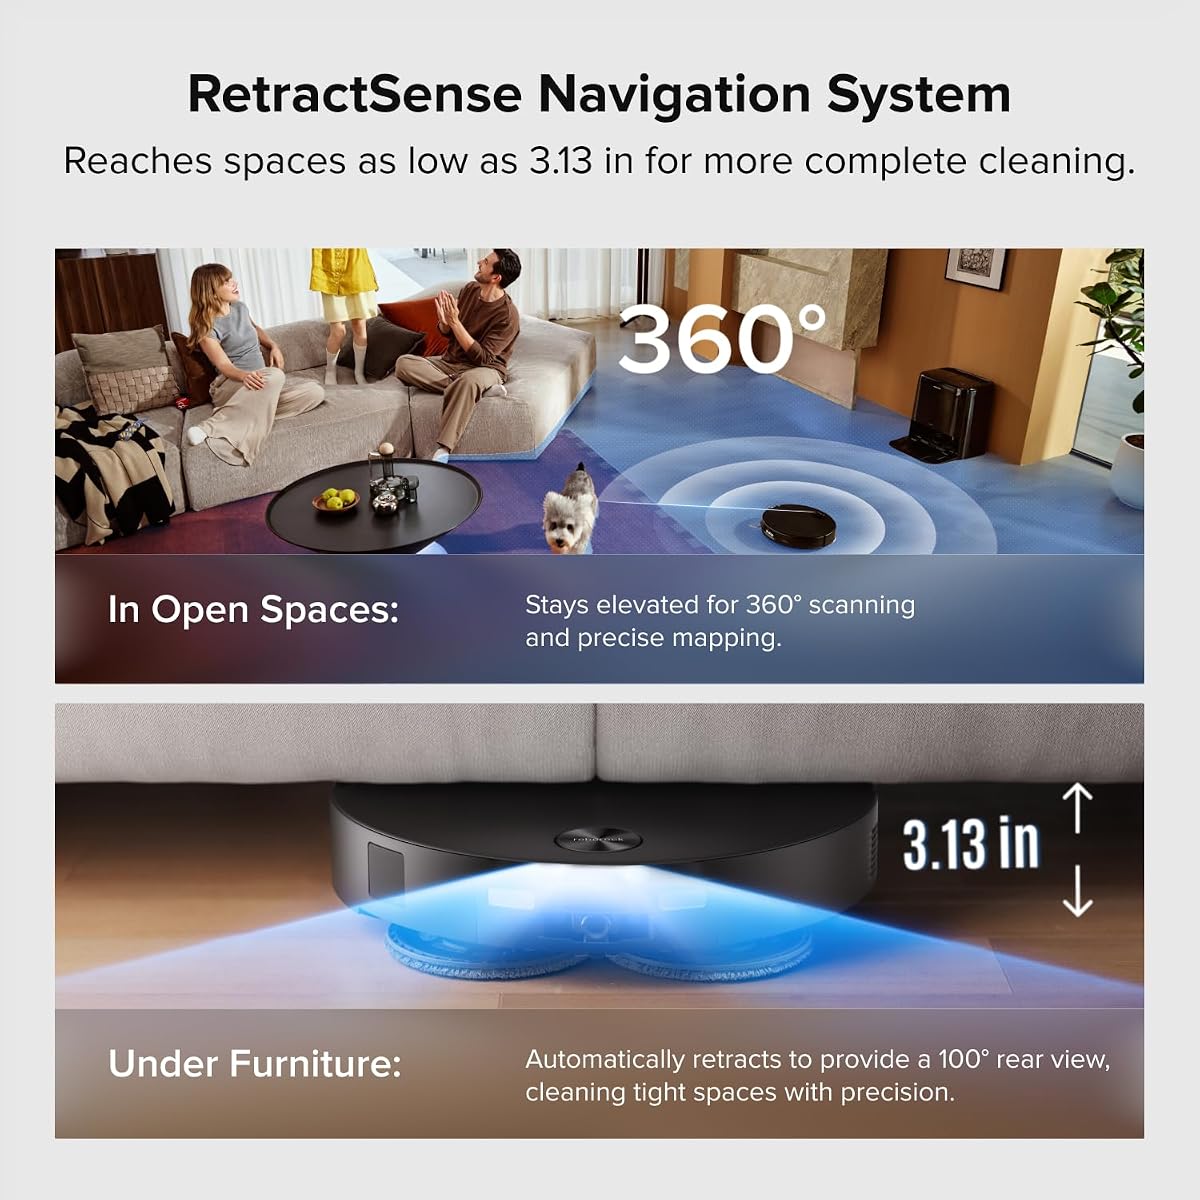 RetractSense Navigation System
Reaches spaces as low as 3.13 in for more complete cleaning.
360°
In Open Spaces:
Stays elevated for 360° scanning
and precise mapping.
roborock
3.13 in
Under Furniture:
Automatically retracts to provide a 100° rear view,
cleaning tight spaces with precision.